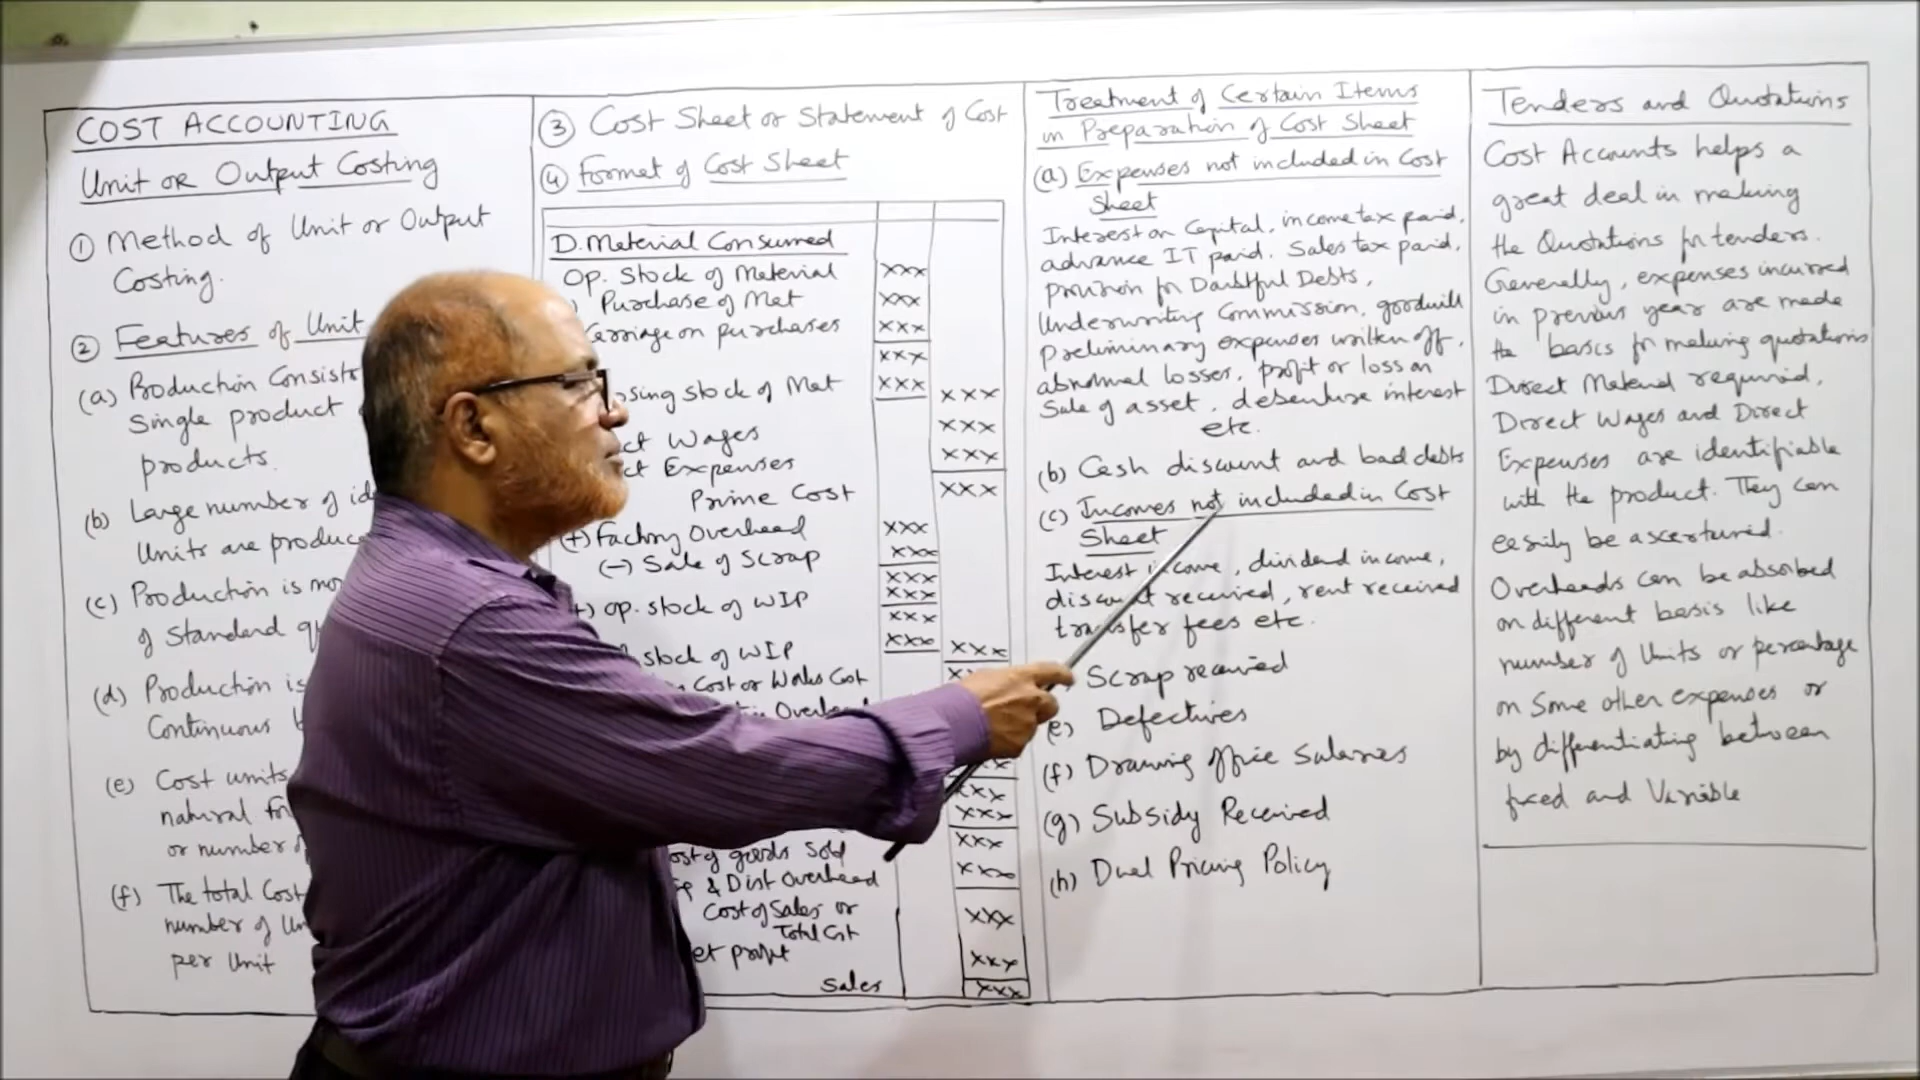 COST ACCOUNTING
Unit or Output Costing
① Method of Unit or Output
Costing.
② Features of Unit
(a) Production Consists
Single product
products.
(b) Large number of
Units are produce
(c) Production is
of Standard
(d) Production is
Continuous
(e) Cost units
natural
or number
(f) The total Cost
number of
per Unit
③ Cost Sheet or Statement of Cost
④ Format of Cost Sheet
D. Material Consumed
Op. Stock of Material xxx
Purchase of Mat xxx
Carriage on purchases xxx
xxx
stock of Mat xxx xxx
Wages xxx
Expenses xxx
Prime Cost xxx
(+) Factory Overhead xxx
(-) Sale of Scrap xxx
xxx
Op. stock of WIP xxx
xxx
stock of WIP xxx xxx
Cost or Works Cost
Overhead
xxx
xxx
xxx
of goods Sold xxx
& Dist Overhead xxx
Cost of Sales or xxx
Total Cst
profit xxx
Sales xxx
Treatment of Certain Items
in Preparation of Cost Sheet
(a) Expenses not included in Cost
Sheet
Interest on Capital, income tax paid,
advance IT paid. Sales tax paid,
provision for Doubtful Debts,
Underwriting Commission, goodwill
preliminary expenses written off,
abnormal losses, profit or loss on
Sale of asset, debenture interest
etc.
(b) Cash discount and bad debts
(c) Incomes not included in Cost
Sheet
Interest income, dividend income,
discount received, rent received
transfer fees etc.
Scrap received
(e) Defectives
(f) Drawing office Salaries
(g) Subsidy Received
(h) Dual Pricing Policy
Tenders and Quotations
Cost Accounts helps a
great deal in making
the Quotations for tenders.
Generally, expenses incurred
in previous year are made
the basis for making quotations
Direct Material required,
Direct Wages and Direct
Expenses are identifiable
with the product. They can
easily be ascertained.
Overheads can be absorbed
on different basis like
number of Units or percentage
on Some other expenses or
by differentiating between
fixed and Variable